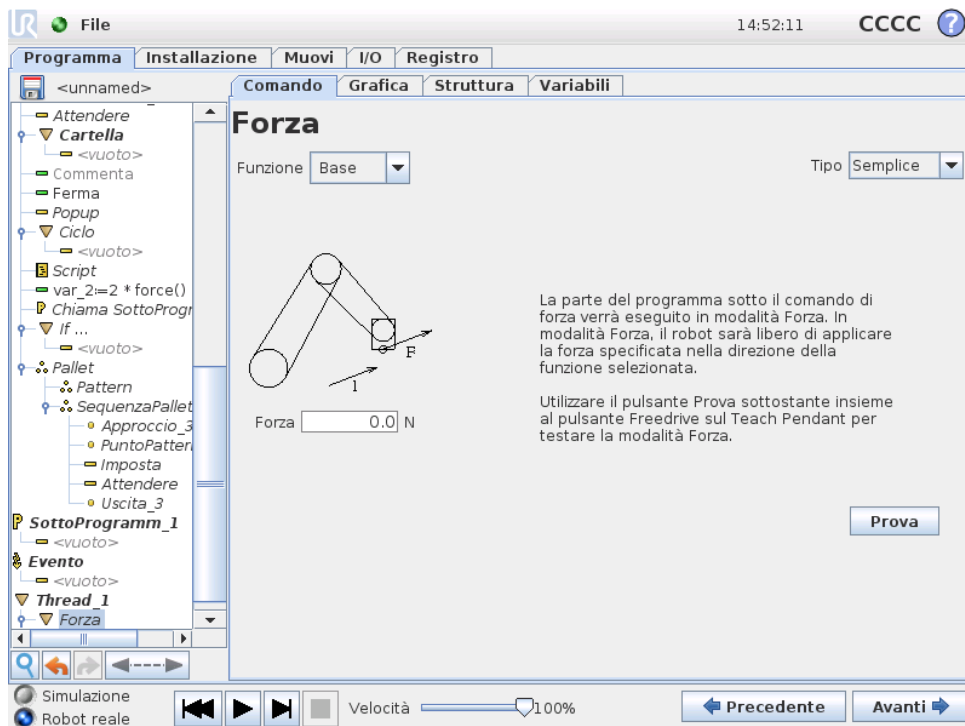 UR File 14:52:11 CCCC ?
Programma Installazione Muovi I/O Registro
<unnamed>
Comando Grafica Struttura Variabili
Attendere
Cartella
<vuoto>
Commenta
Ferma
Popup
Ciclo
<vuoto>
Script
var_2:=2 * force()
P Chiama SottoProgr
If ...
<vuoto>
Pallet
Pattern
SequenzaPallet
Approccio_3
PuntoPatter
Imposta
Attendere
Uscita_3
P SottoProgramm_1
<vuoto>
Evento
<vuoto>
Thread_1
Forza
Forza
Funzione Base
Tipo Semplice
F
1
Forza 0.0 N
La parte del programma sotto il comando di
forza verrà eseguito in modalità Forza. In
modalità Forza, il robot sarà libero di applicare
la forza specificata nella direzione della
funzione selezionata.
Utilizzare il pulsante Prova sottostante insieme
al pulsante Freedrive sul Teach Pendant per
testare la modalità Forza.
Prova
Simulazione
Robot reale
Velocità 100%
Precedente Avanti